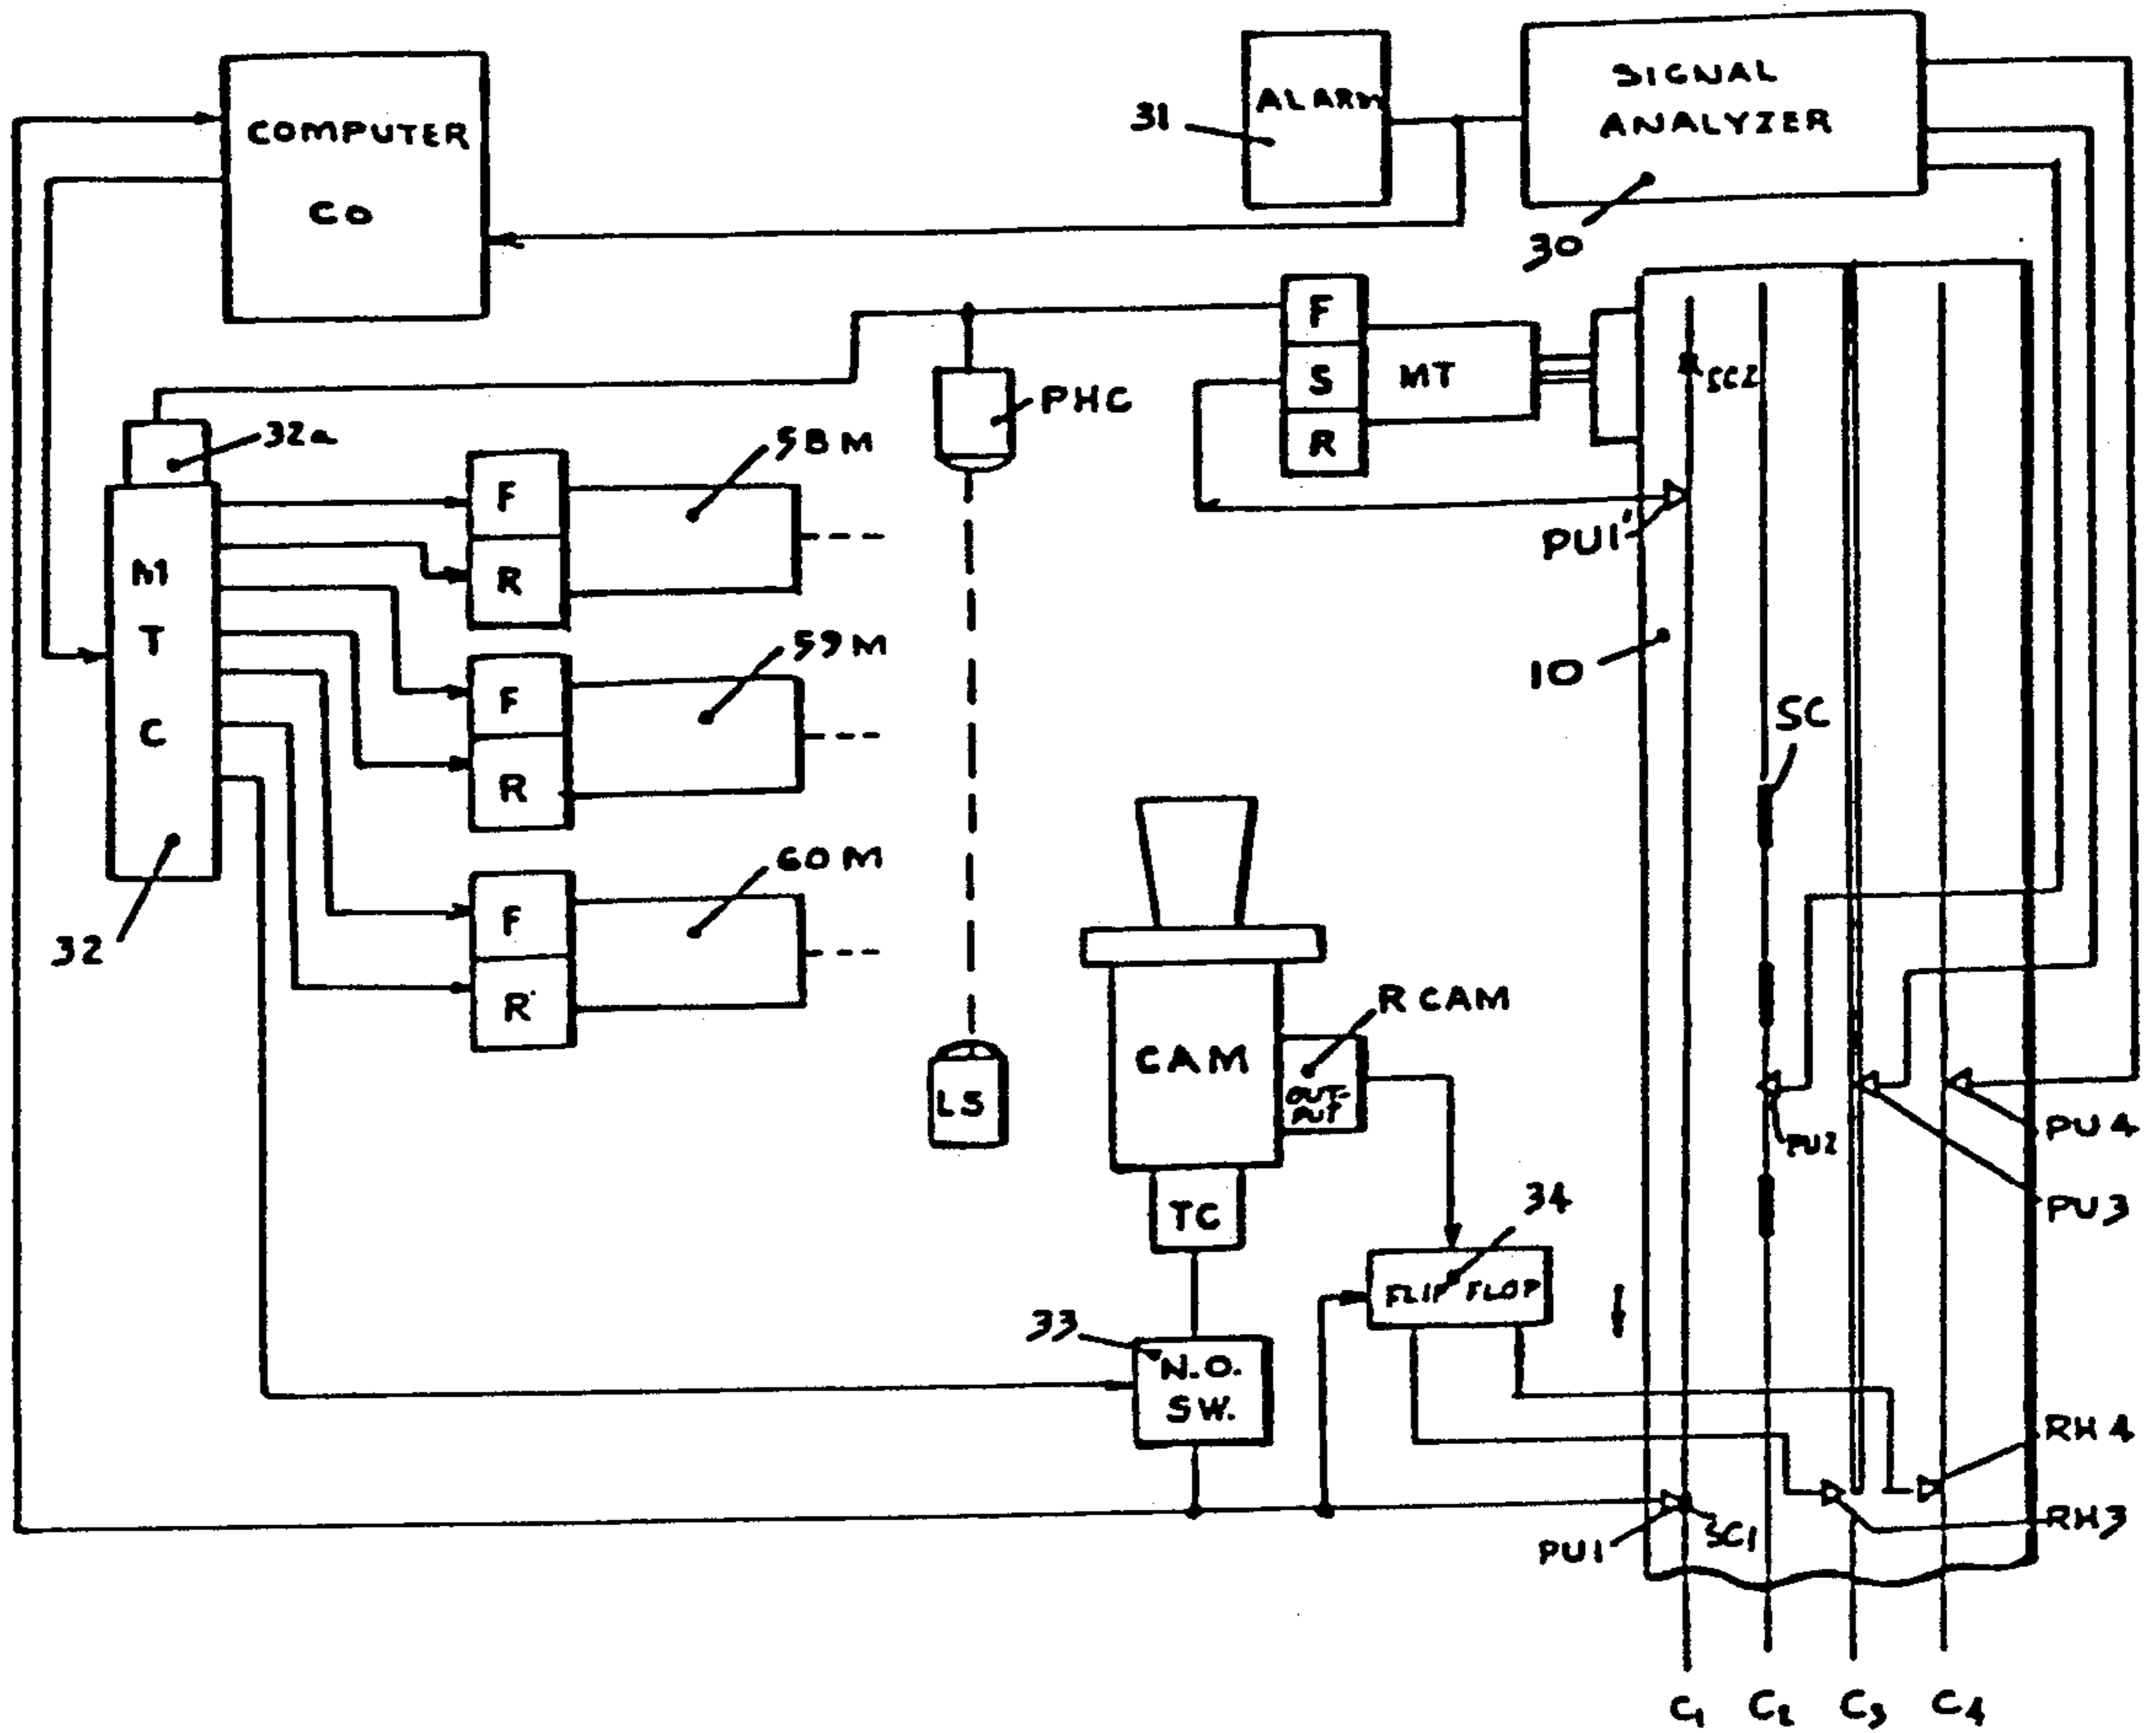 COMPUTER
CO
ALARM
31
SIGNAL
ANALYZER
30
F
S
R
MT
SC2
PHC
32a
58M
F
R
PU1'
10
M
T
C
59M
F
R
SC
32
60M
F
R
CAM
R CAM
OUT-
PUT
LS
PU2
PU4
PU3
TC
34
FLIP FLOP
33
N.O.
SW.
RH4
RH3
PU1
SC1
C1
C2
C3
C4